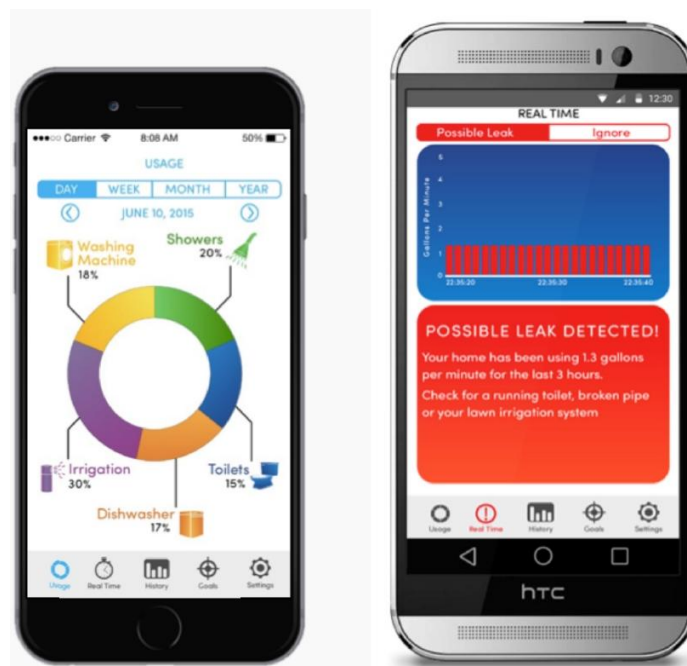 Carrier
8:08 AM
50%
USAGE
DAY
WEEK
MONTH
YEAR
JUNE 10, 2015
Washing
Machine
18%
Showers
20%
Irrigation
30%
Toilets
15%
Dishwasher
17%
Usage
Real Time
History
Goals
Settings
12:30
REAL TIME
Possible Leak
Ignore
Gallons Per Minute
5
4
3
2
1
0
22:35:20
22:35:30
22:35:40
POSSIBLE LEAK DETECTED!
Your home has been using 1.3 gallons
per minute for the last 3 hours.
Check for a running toilet, broken pipe
or your lawn irrigation system
Usage
Real Time
History
Goals
Settings
hTC